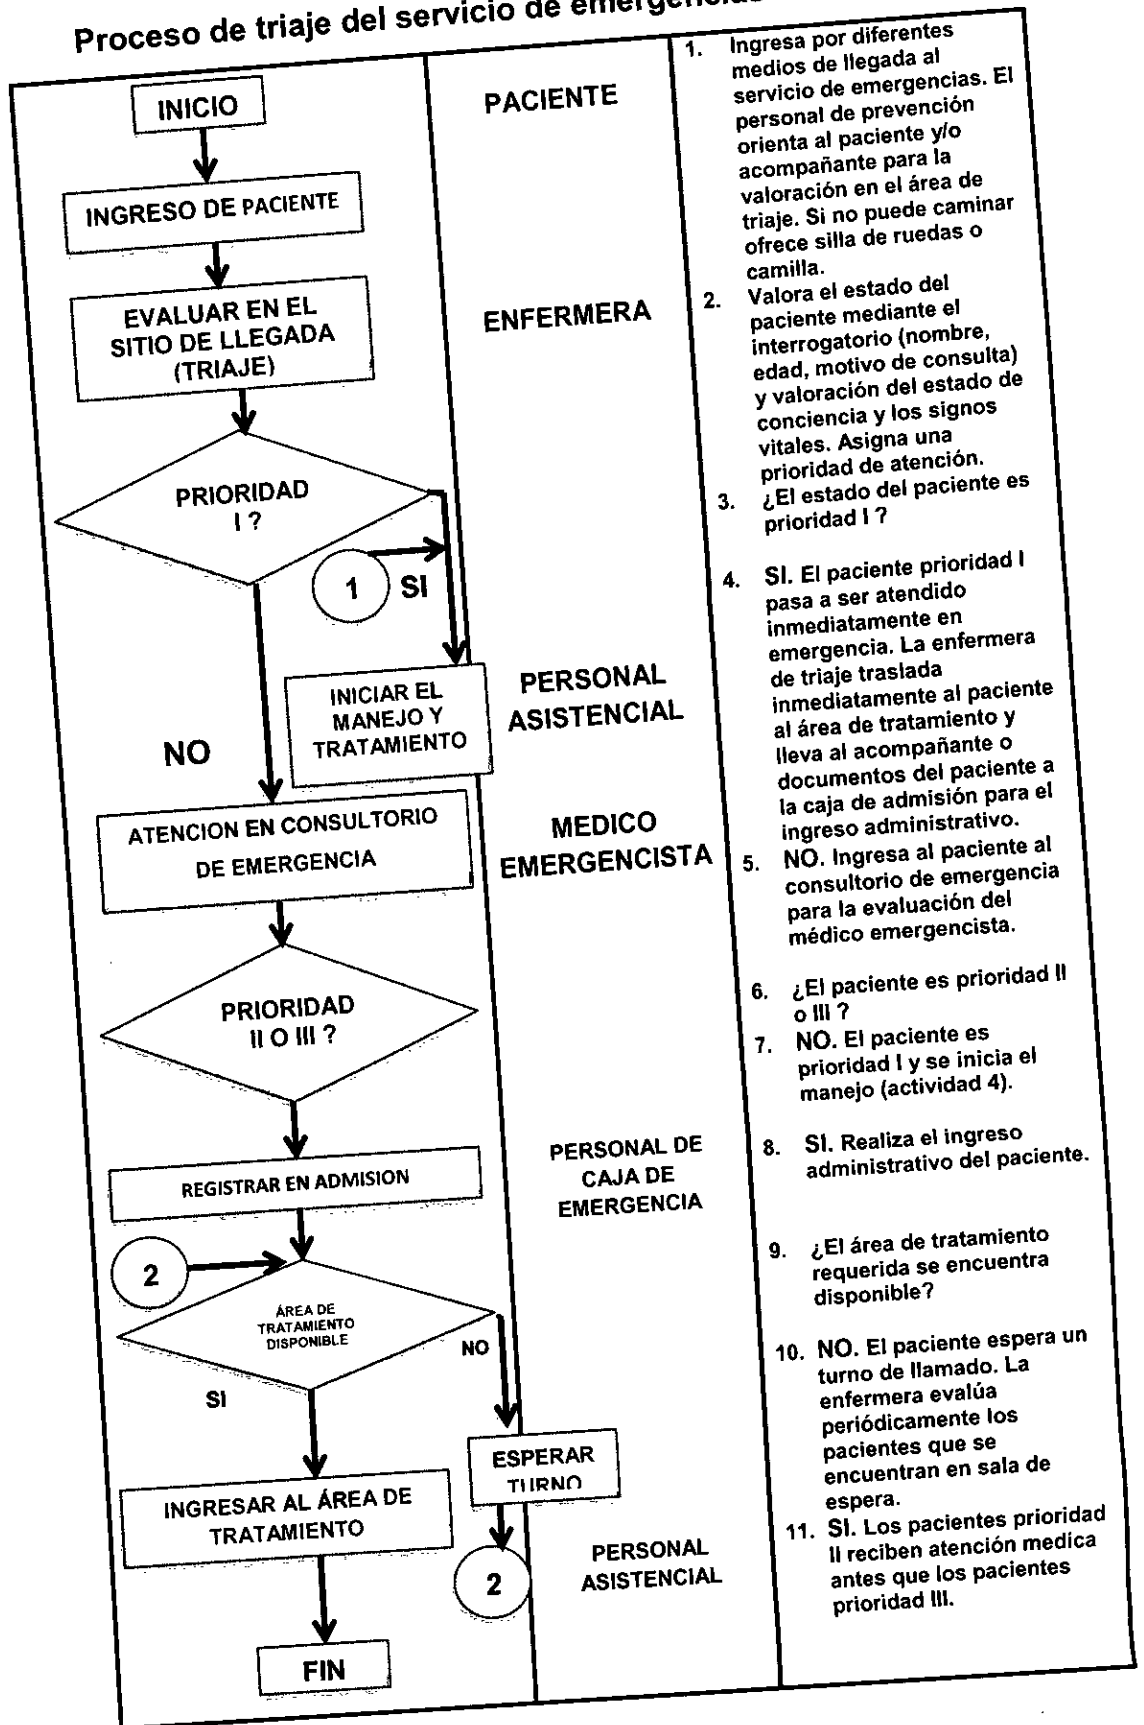 Proceso de triaje del servicio de emergencias
INICIO
INGRESO DE PACIENTE
EVALUAR EN EL
SITIO DE LLEGADA
(TRIAJE)
PRIORIDAD
I ?
1
SI
INICIAR EL
MANEJO Y
TRATAMIENTO
NO
ATENCION EN CONSULTORIO
DE EMERGENCIA
PRIORIDAD
II O III ?
REGISTRAR EN ADMISION
2
ÁREA DE
TRATAMIENTO
DISPONIBLE
NO
SI
ESPERAR
TURNO
INGRESAR AL ÁREA DE
TRATAMIENTO
2
FIN
PACIENTE
ENFERMERA
PERSONAL
ASISTENCIAL
MEDICO
EMERGENCISTA
PERSONAL DE
CAJA DE
EMERGENCIA
PERSONAL
ASISTENCIAL
1. Ingresa por diferentes
medios de llegada al
servicio de emergencias. El
personal de prevención
orienta al paciente y/o
acompañante para la
valoración en el área de
triaje. Si no puede caminar
ofrece silla de ruedas o
camilla.
2. Valora el estado del
paciente mediante el
interrogatorio (nombre,
edad, motivo de consulta)
y valoración del estado de
conciencia y los signos
vitales. Asigna una
prioridad de atención.
3. ¿El estado del paciente es
prioridad I ?
4. SI. El paciente prioridad I
pasa a ser atendido
inmediatamente en
emergencia. La enfermera
de triaje traslada
inmediatamente al paciente
al área de tratamiento y
lleva al acompañante o
documentos del paciente a
la caja de admisión para el
ingreso administrativo.
5. NO. Ingresa al paciente al
consultorio de emergencia
para la evaluación del
médico emergencista.
6. ¿El paciente es prioridad II
o III ?
7. NO. El paciente es
prioridad I y se inicia el
manejo (actividad 4).
8. SI. Realiza el ingreso
administrativo del paciente.
9. ¿El área de tratamiento
requerida se encuentra
disponible?
10. NO. El paciente espera un
turno de llamado. La
enfermera evalúa
periódicamente los
pacientes que se
encuentran en sala de
espera.
11. SI. Los pacientes prioridad
II reciben atención medica
antes que los pacientes
prioridad III.